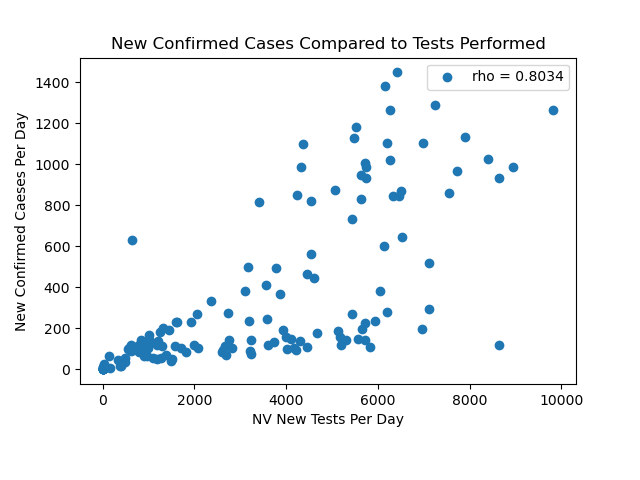 New Confirmed Cases Compared to Tests Performed
rho = 0.8034
New Confirmed Caeses Per Day
1400
1200
1000
800
600
400
200
0
0 2000 4000 6000 8000 10000
NV New Tests Per Day